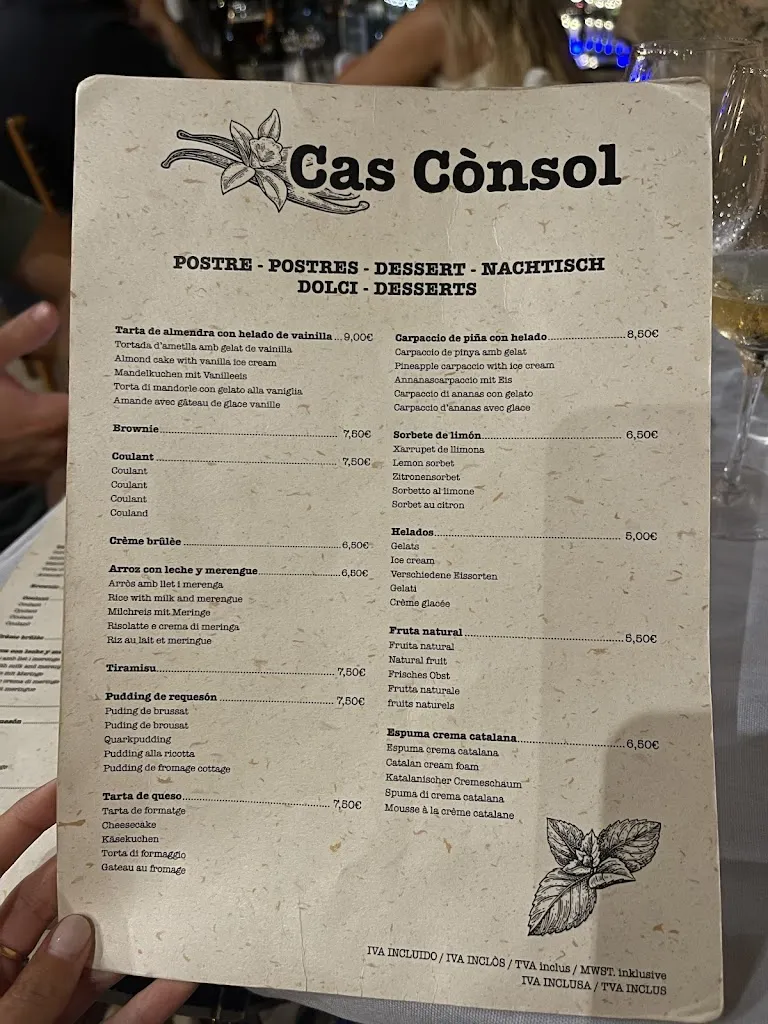 Cas Cònsol
POSTRE - POSTRES - DESSERT - NACHTISCH
DOLCI - DESSERTS
Tarta de almendra con helado de vainilla...9,00€
Tortada d'ametlla amb gelat de vainilla
Almond cake with vanilla ice cream
Mandelkuchen mit Vanilleeis
Torta di mandorle con gelato alla vaniglia
Amande avec gâteau de glace vanille
Brownie 7,50€
Coulant 7,50€
Coulant
Coulant
Coulant
Couland
Crème brûlèe 6,50€
Arroz con leche y merengue 6,50€
Arròs amb llet i merenga
Rice with milk and merengue
Milchreis mit Meringe
Risolatte e crema di meringa
Riz au lait et meringue
Tiramisu 7,50€
Pudding de requesón 7,50€
Puding de brussat
Puding de brousat
Quarkpudding
Pudding alla ricotta
Pudding de fromage cottage
Tarta de queso 7,50€
Tarta de formatge
Cheesecake
Käsekuchen
Torta di formaggio
Gateau au fromage
Carpaccio de piña con helado 8,50€
Carpaccio de pinya amb gelat
Pineapple carpaccio with ice cream
Annanascarpaccio mit Eis
Carpaccio di ananas con gelato
Carpaccio d'ananas avec glace
Sorbete de limón 6,50€
Xarrupet de llimona
Lemon sorbet
Zitronensorbet
Sorbetto al limone
Sorbet au citron
Helados 5,00€
Gelats
Ice cream
Verschiedene Eissorten
Gelati
Crème glacée
Fruta natural 5,50€
Fruita natural
Natural fruit
Frisches Obst
Frutta naturale
fruits naturels
Espuma crema catalana 6,50€
Espuma crema catalana
Catalan cream foam
Katalanischer Cremeschaum
Spuma di crema catalana
Mousse à la crème catalane
IVA INCLUIDO / IVA INCLÒS / TVA inclus / MWST. inklusive
IVA INCLUSA / TVA INCLUS